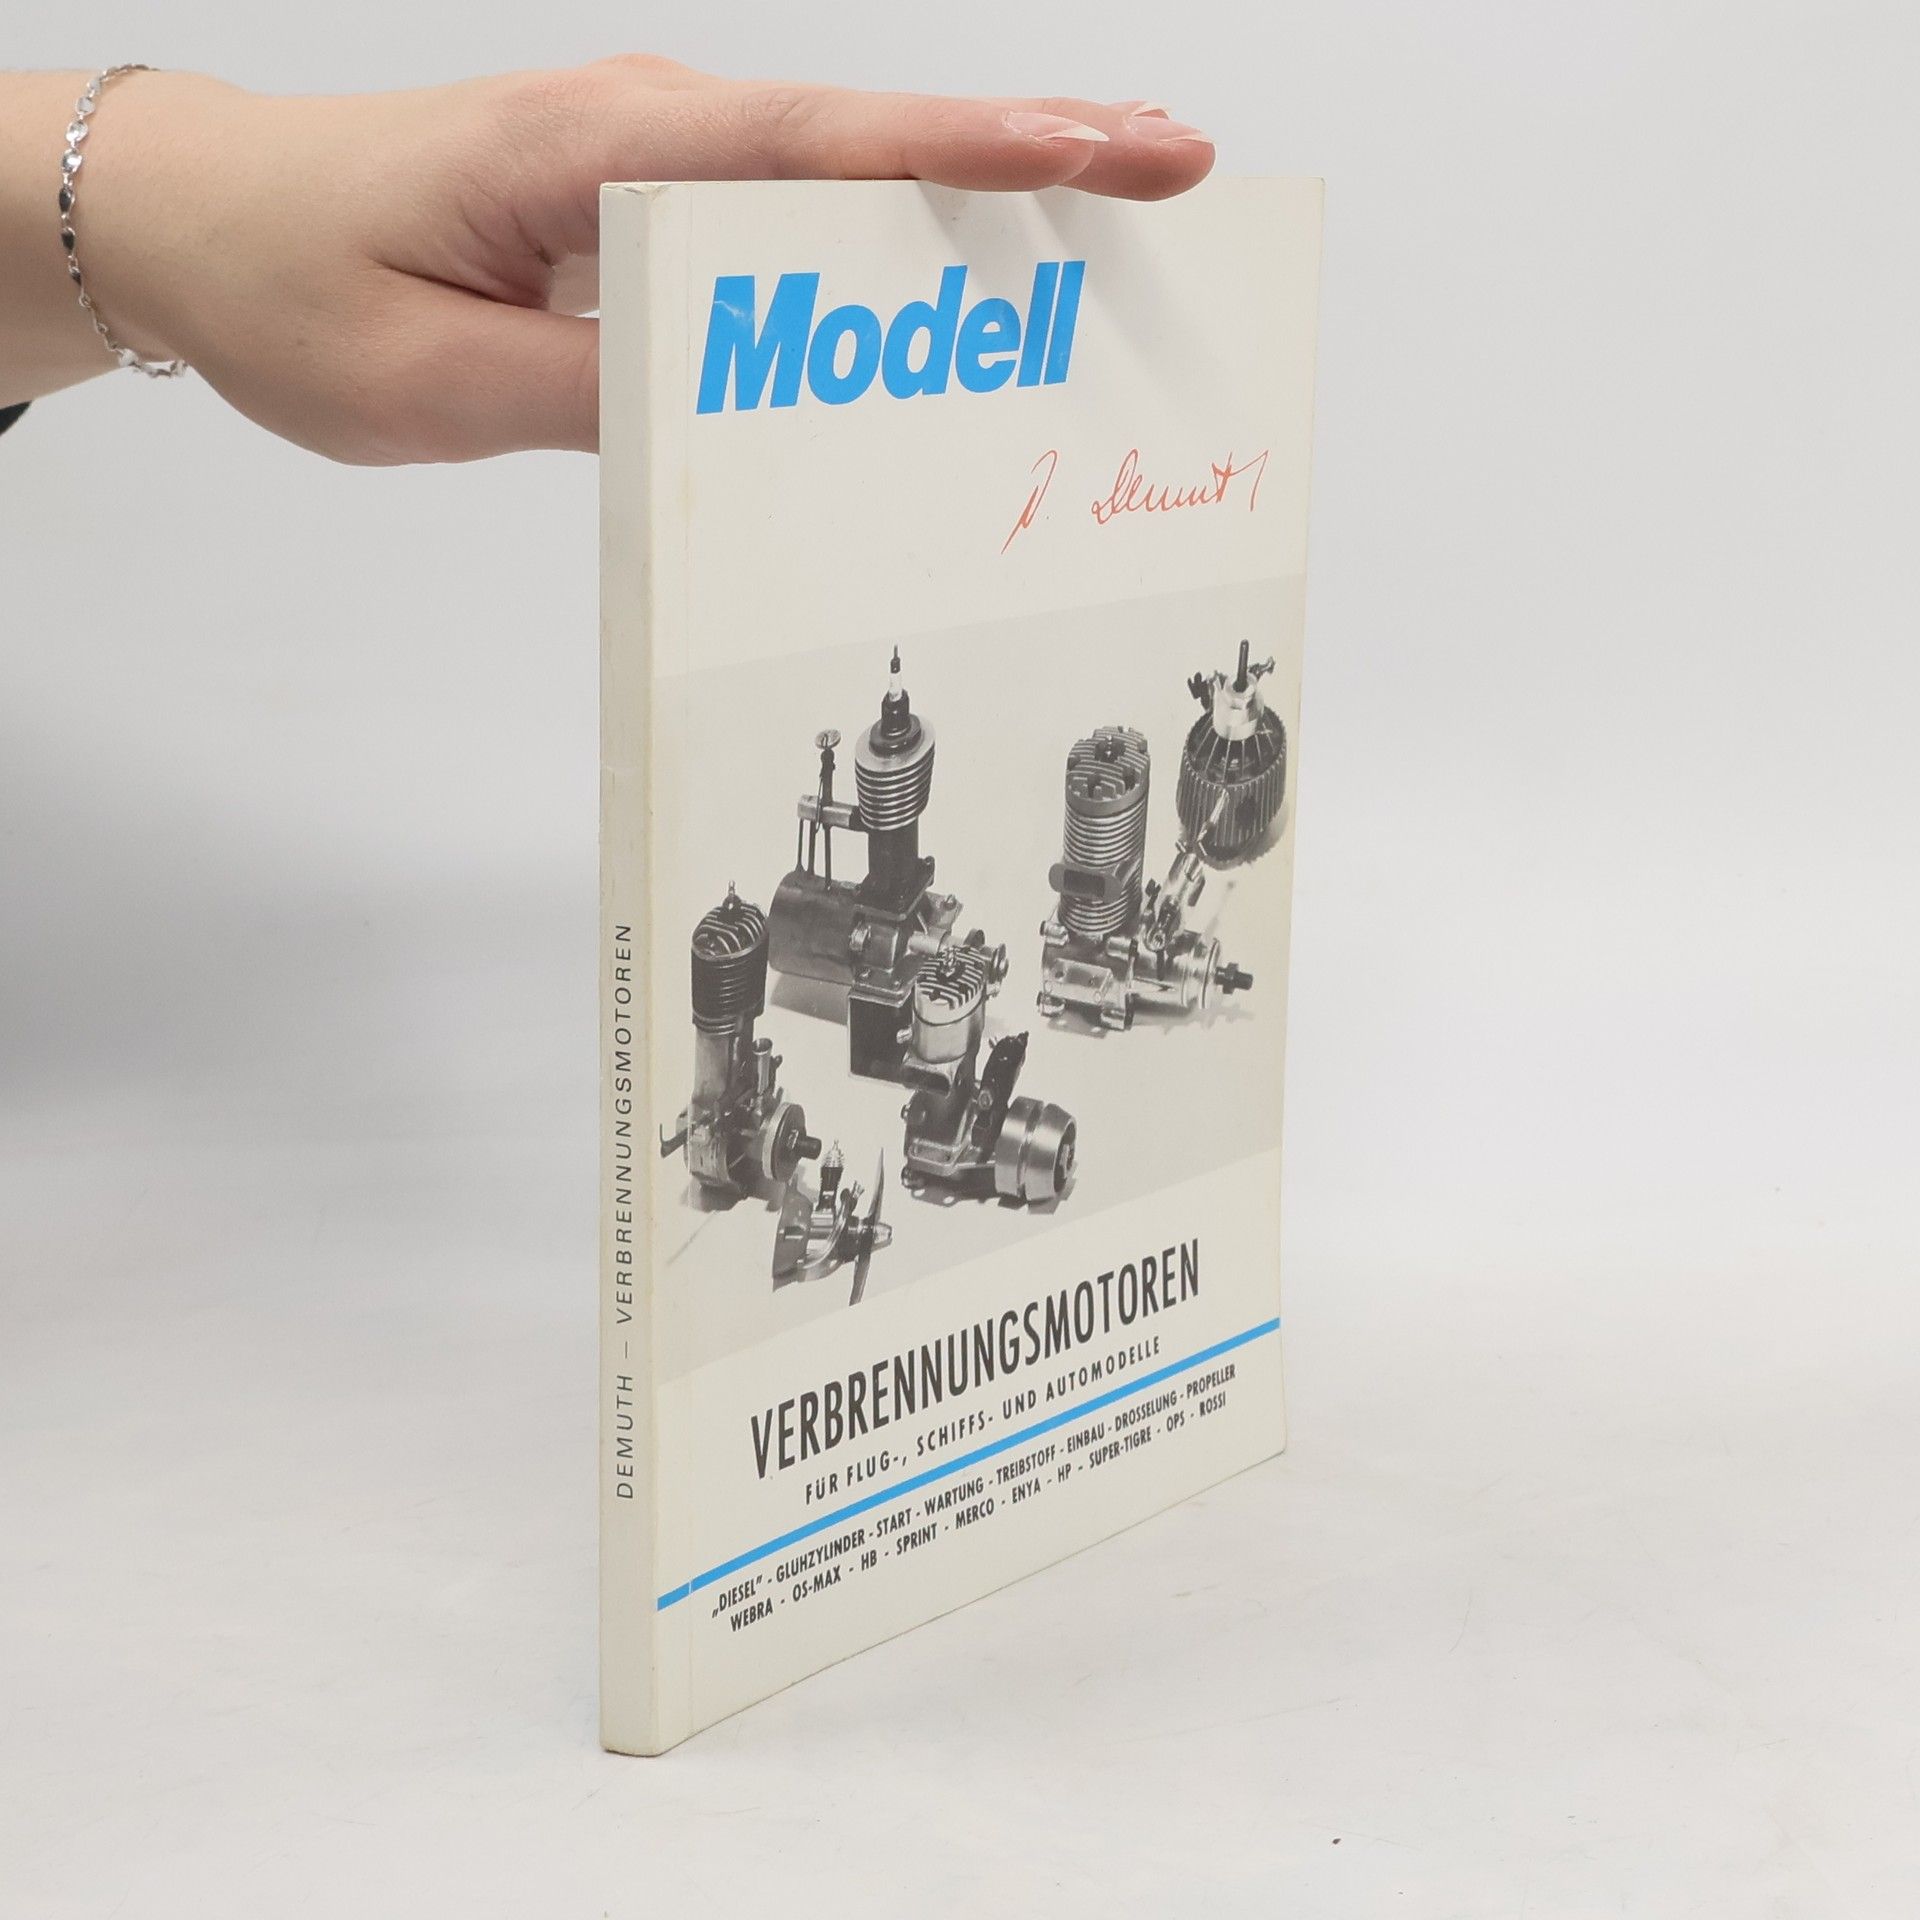 Modell
P. Demuth
VERBRENNUNGSMOTOREN
FÜR FLUG-, SCHIFFS- UND AUTOMODELLE
„DIESEL" - GLUHZYLINDER - START - WARTUNG - TREIBSTOFF - EINBAU - DROSSELUNG - PROPELLER
WEBRA - OS-MAX - HB - SPRINT - MERCO - ENYA - HP - SUPER-TIGRE - OPS - ROSSI
DEMUTH — VERBRENNUNGSMOTOREN